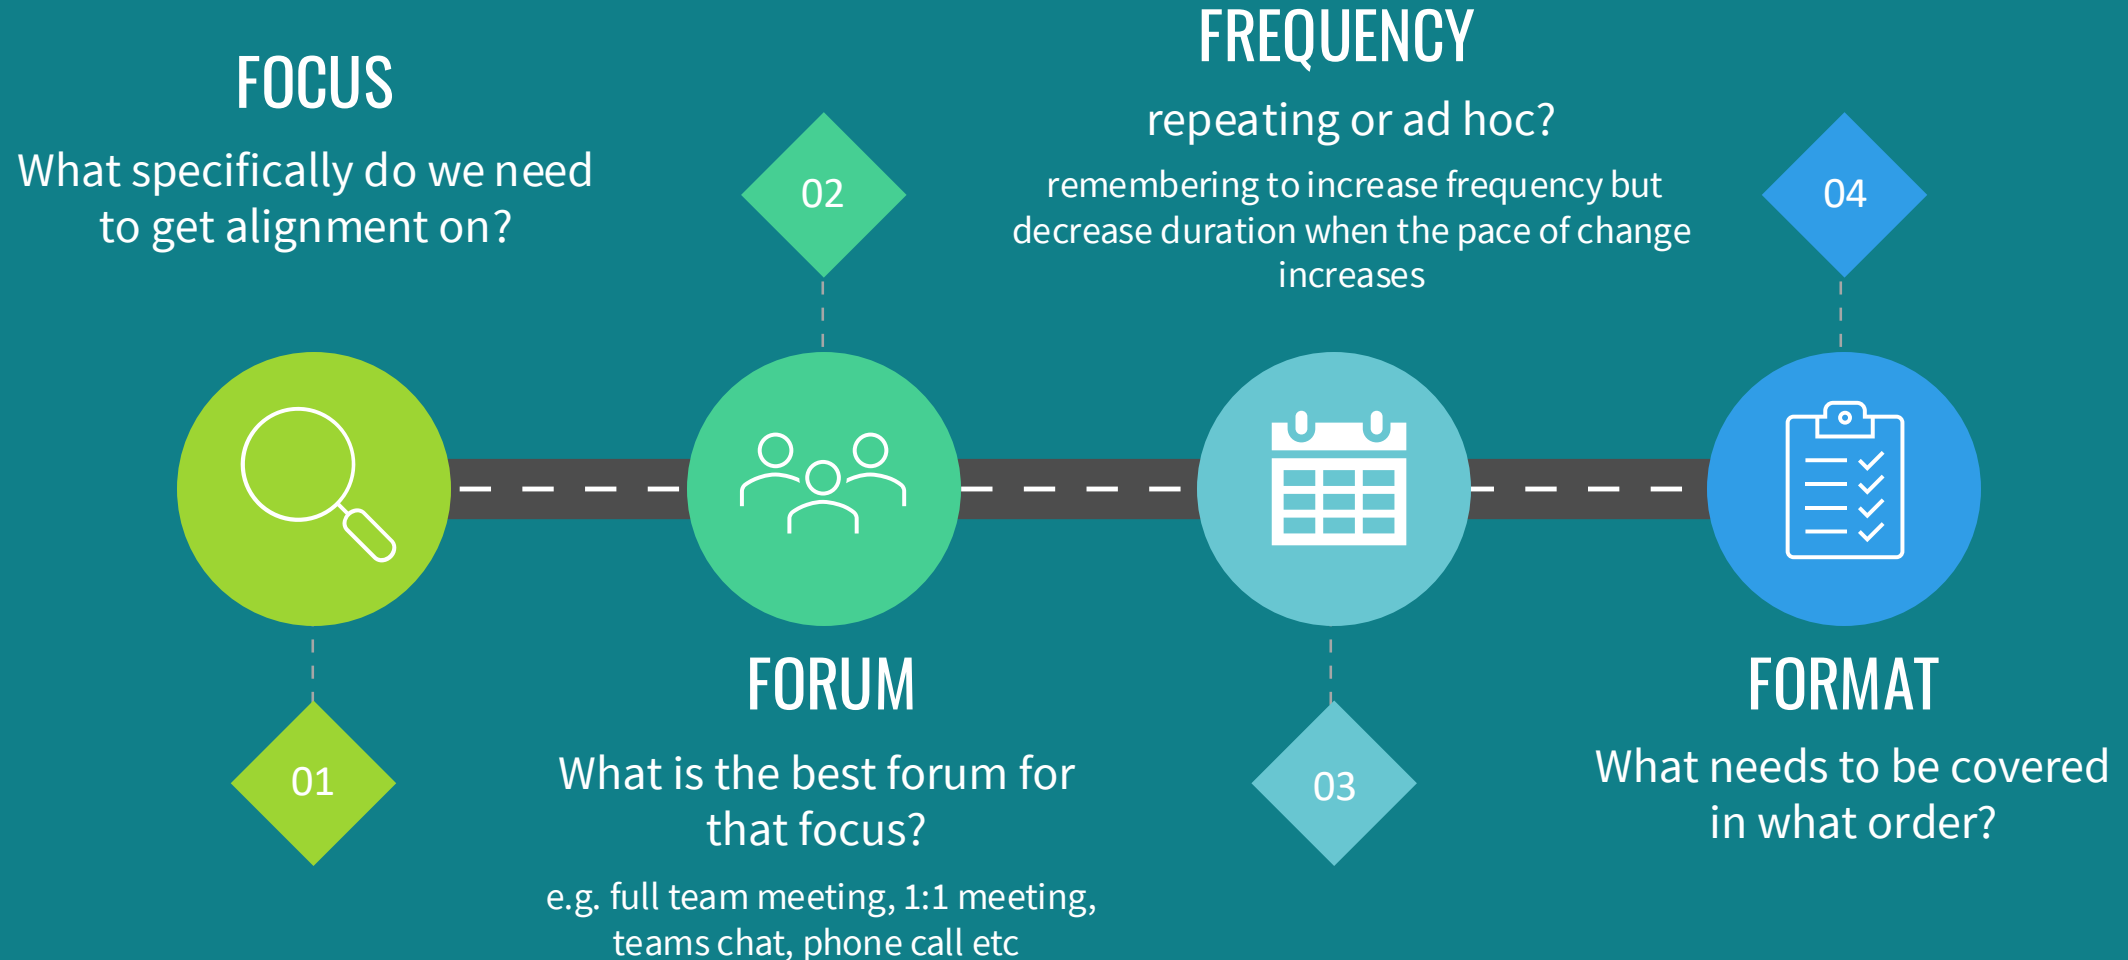 FOCUS
What specifically do we need
to get alignment on?
01
02
FORUM
What is the best forum for
that focus?
e.g. full team meeting, 1:1 meeting,
teams chat, phone call etc
FREQUENCY
repeating or ad hoc?
remembering to increase frequency but
decrease duration when the pace of change
increases
03
04
FORMAT
What needs to be covered
in what order?